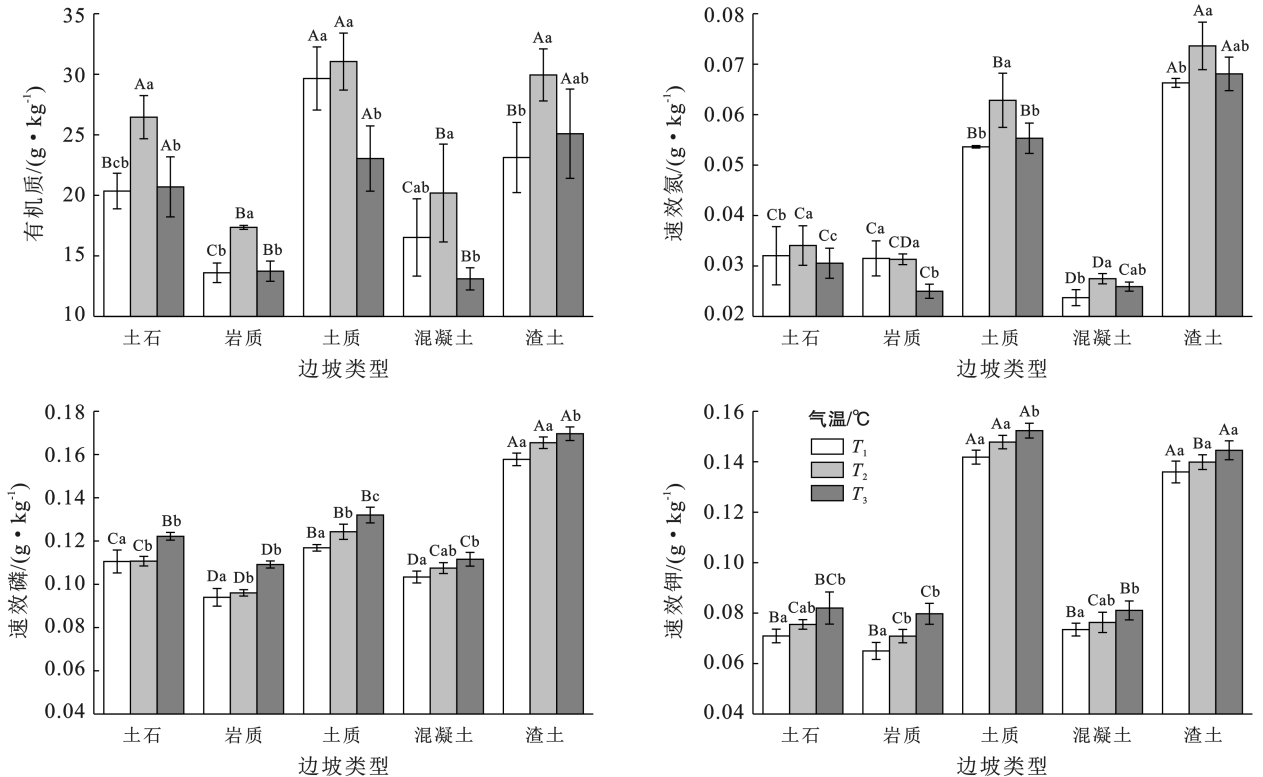 35
30
25
20
15
10
有机质/(g·kg⁻¹)
Bcb Aa Ab
Cb Ba Bb
Aa Aa Ab
Cab Ba Bb
Bb Aa Aab
土石 岩质 土质 混凝土 渣土
边坡类型
0.08
0.07
0.06
0.05
0.04
0.03
0.02
速效氮/(g·kg⁻¹)
Cb Ca Cc
Ca CDa Cb
Bb Ba Bb
Db Da Cab
Ab Aa Aab
土石 岩质 土质 混凝土 渣土
边坡类型
0.18
0.16
0.14
0.12
0.10
0.08
0.06
0.04
速效磷/(g·kg⁻¹)
Ca Cb Bb
Da Db Db
Ba Bb Bc
Da Cab Cb
Aa Aa Ab
土石 岩质 土质 混凝土 渣土
边坡类型
0.16
0.14
0.12
0.10
0.08
0.06
0.04
速效钾/(g·kg⁻¹)
气温/℃
T₁
T₂
T₃
Ba Cab BCb
Ba Cb Cb
Aa Aa Ab
Ba Cab Bb
Aa Ba Aa
土石 岩质 土质 混凝土 渣土
边坡类型